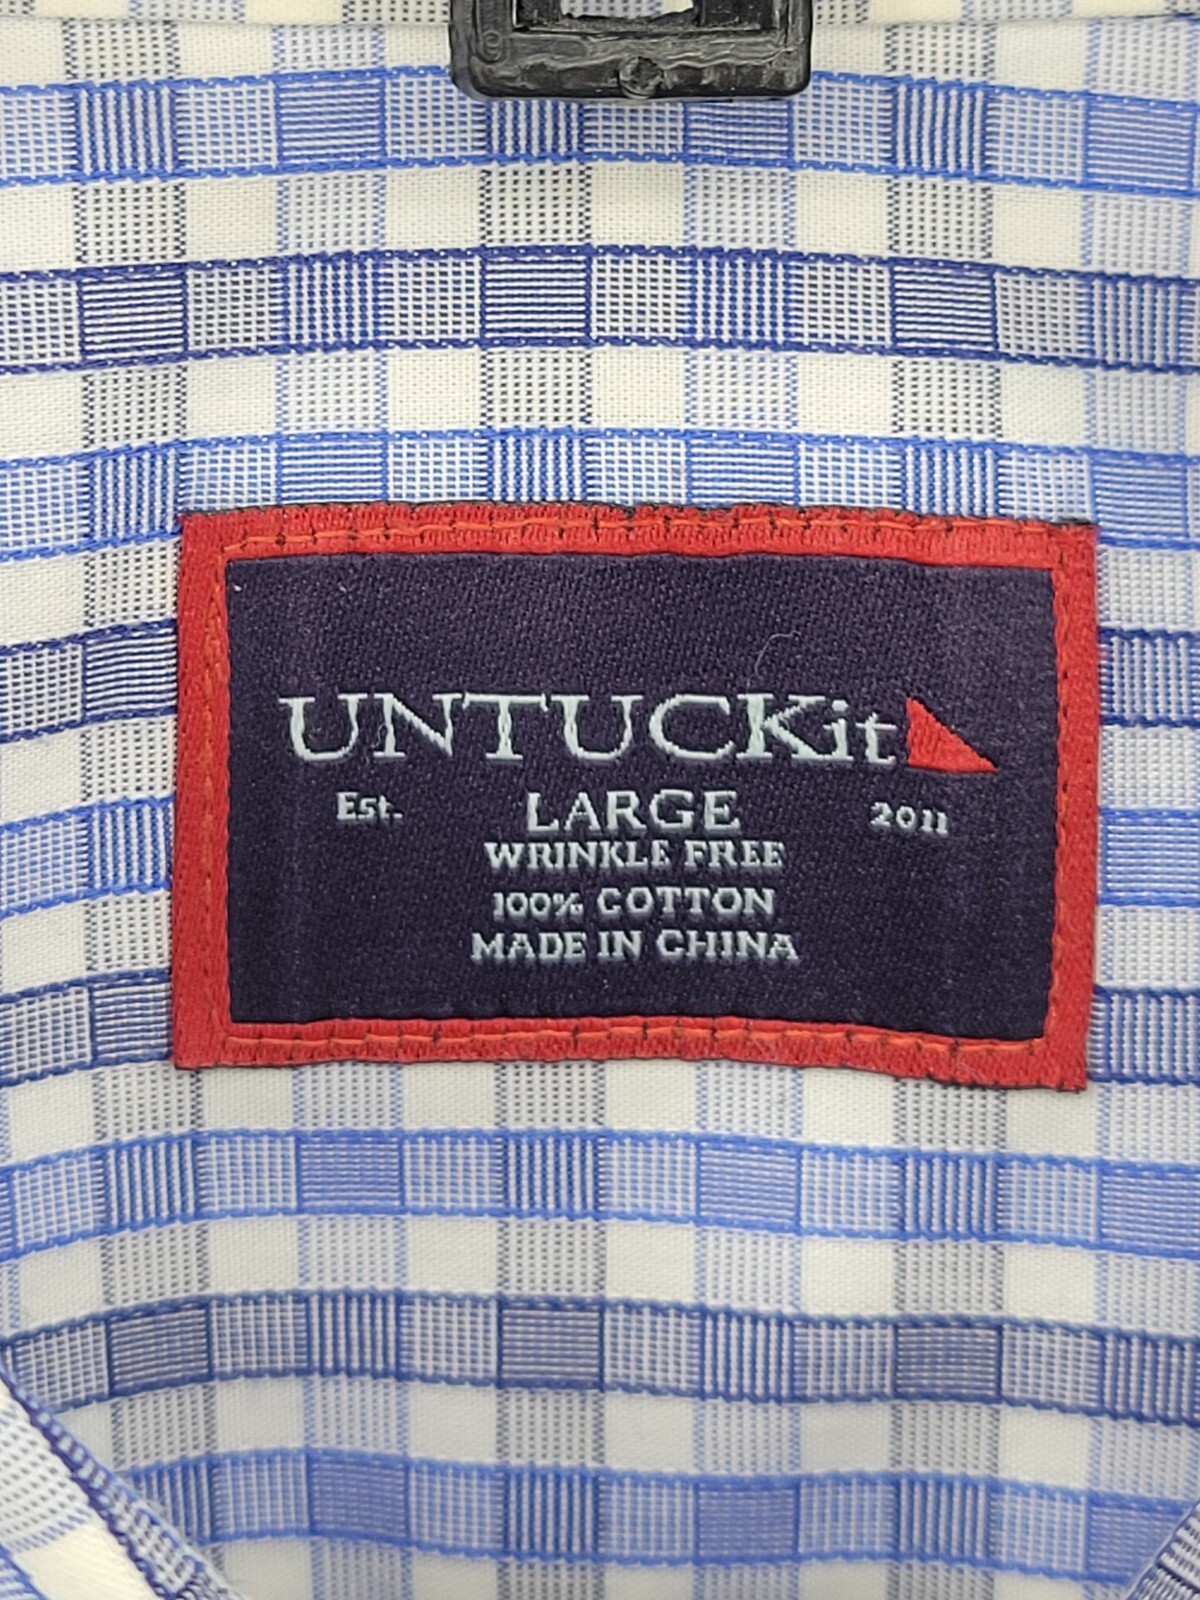 UNTUCKit
Est. LARGE 2011
WRINKLE FREE
100% COTTON
MADE IN CHINA